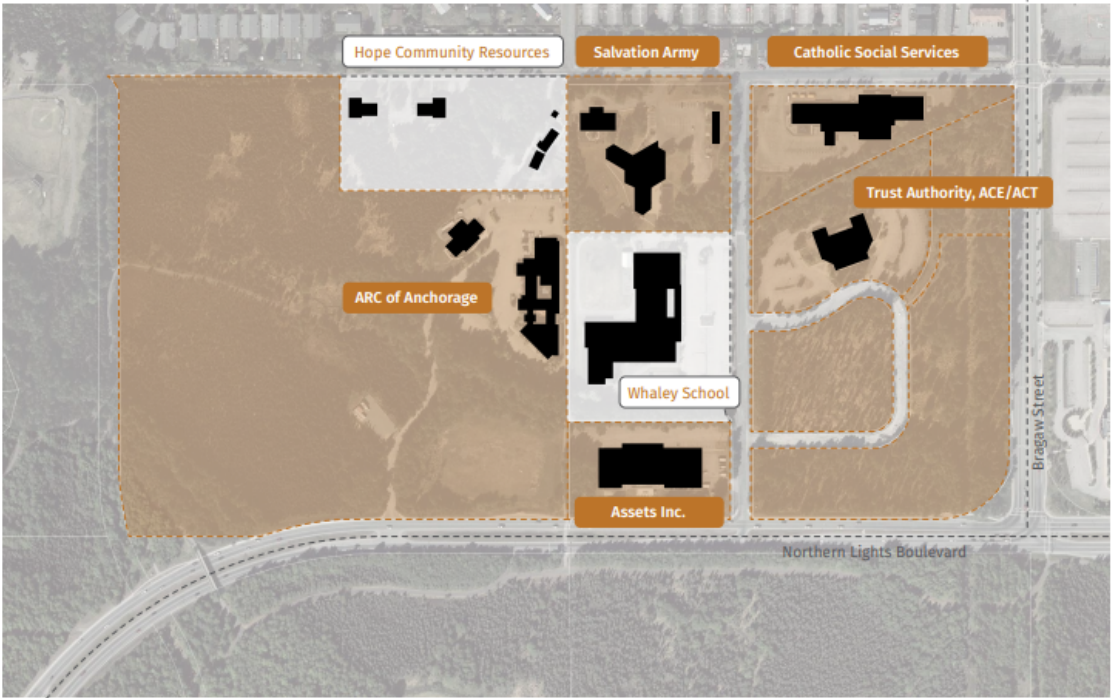 Hope Community Resources
Salvation Army
Catholic Social Services
Trust Authority, ACE/ACT
ARC of Anchorage
Whaley School
Bragaw Street
Assets Inc.
Northern Lights Boulevard